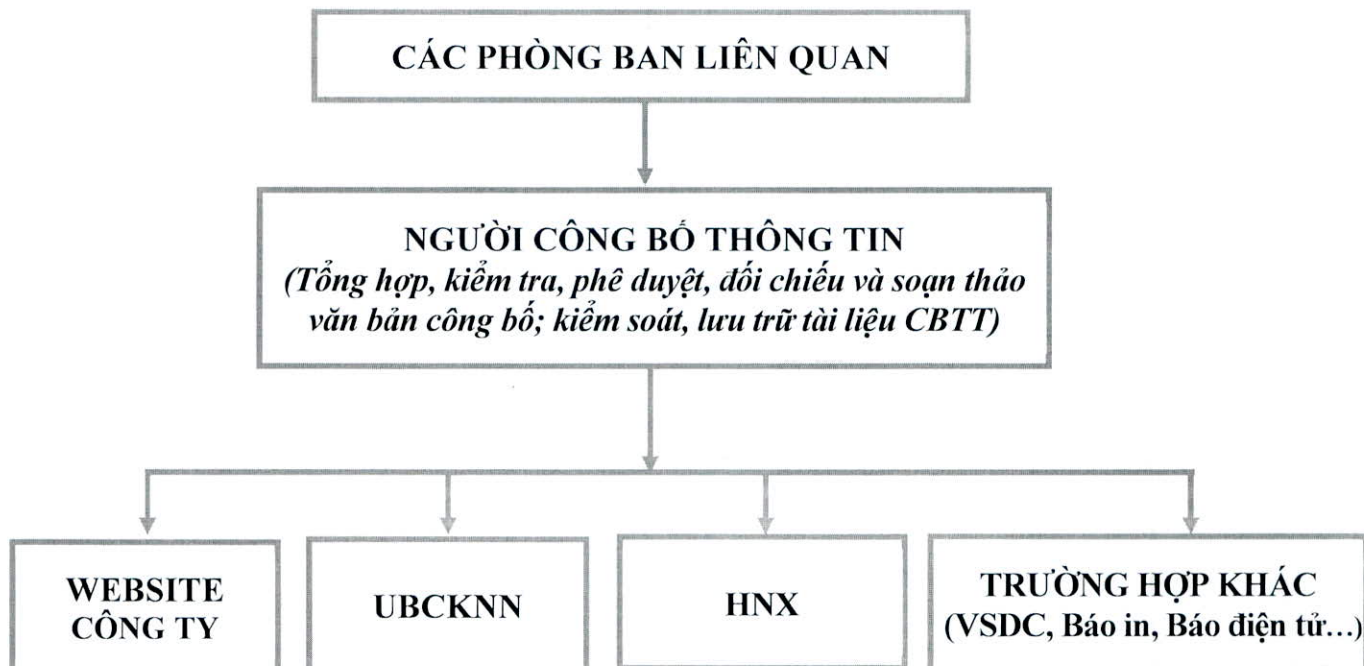 CÁC PHÒNG BAN LIÊN QUAN
NGƯỜI CÔNG BỐ THÔNG TIN
(Tổng hợp, kiểm tra, phê duyệt, đối chiếu và soạn thảo
văn bản công bố; kiểm soát, lưu trữ tài liệu CBTT)
WEBSITE
CÔNG TY
UBCKNN
HNX
TRƯỜNG HỢP KHÁC
(VSDC, Báo in, Báo điện tử...)